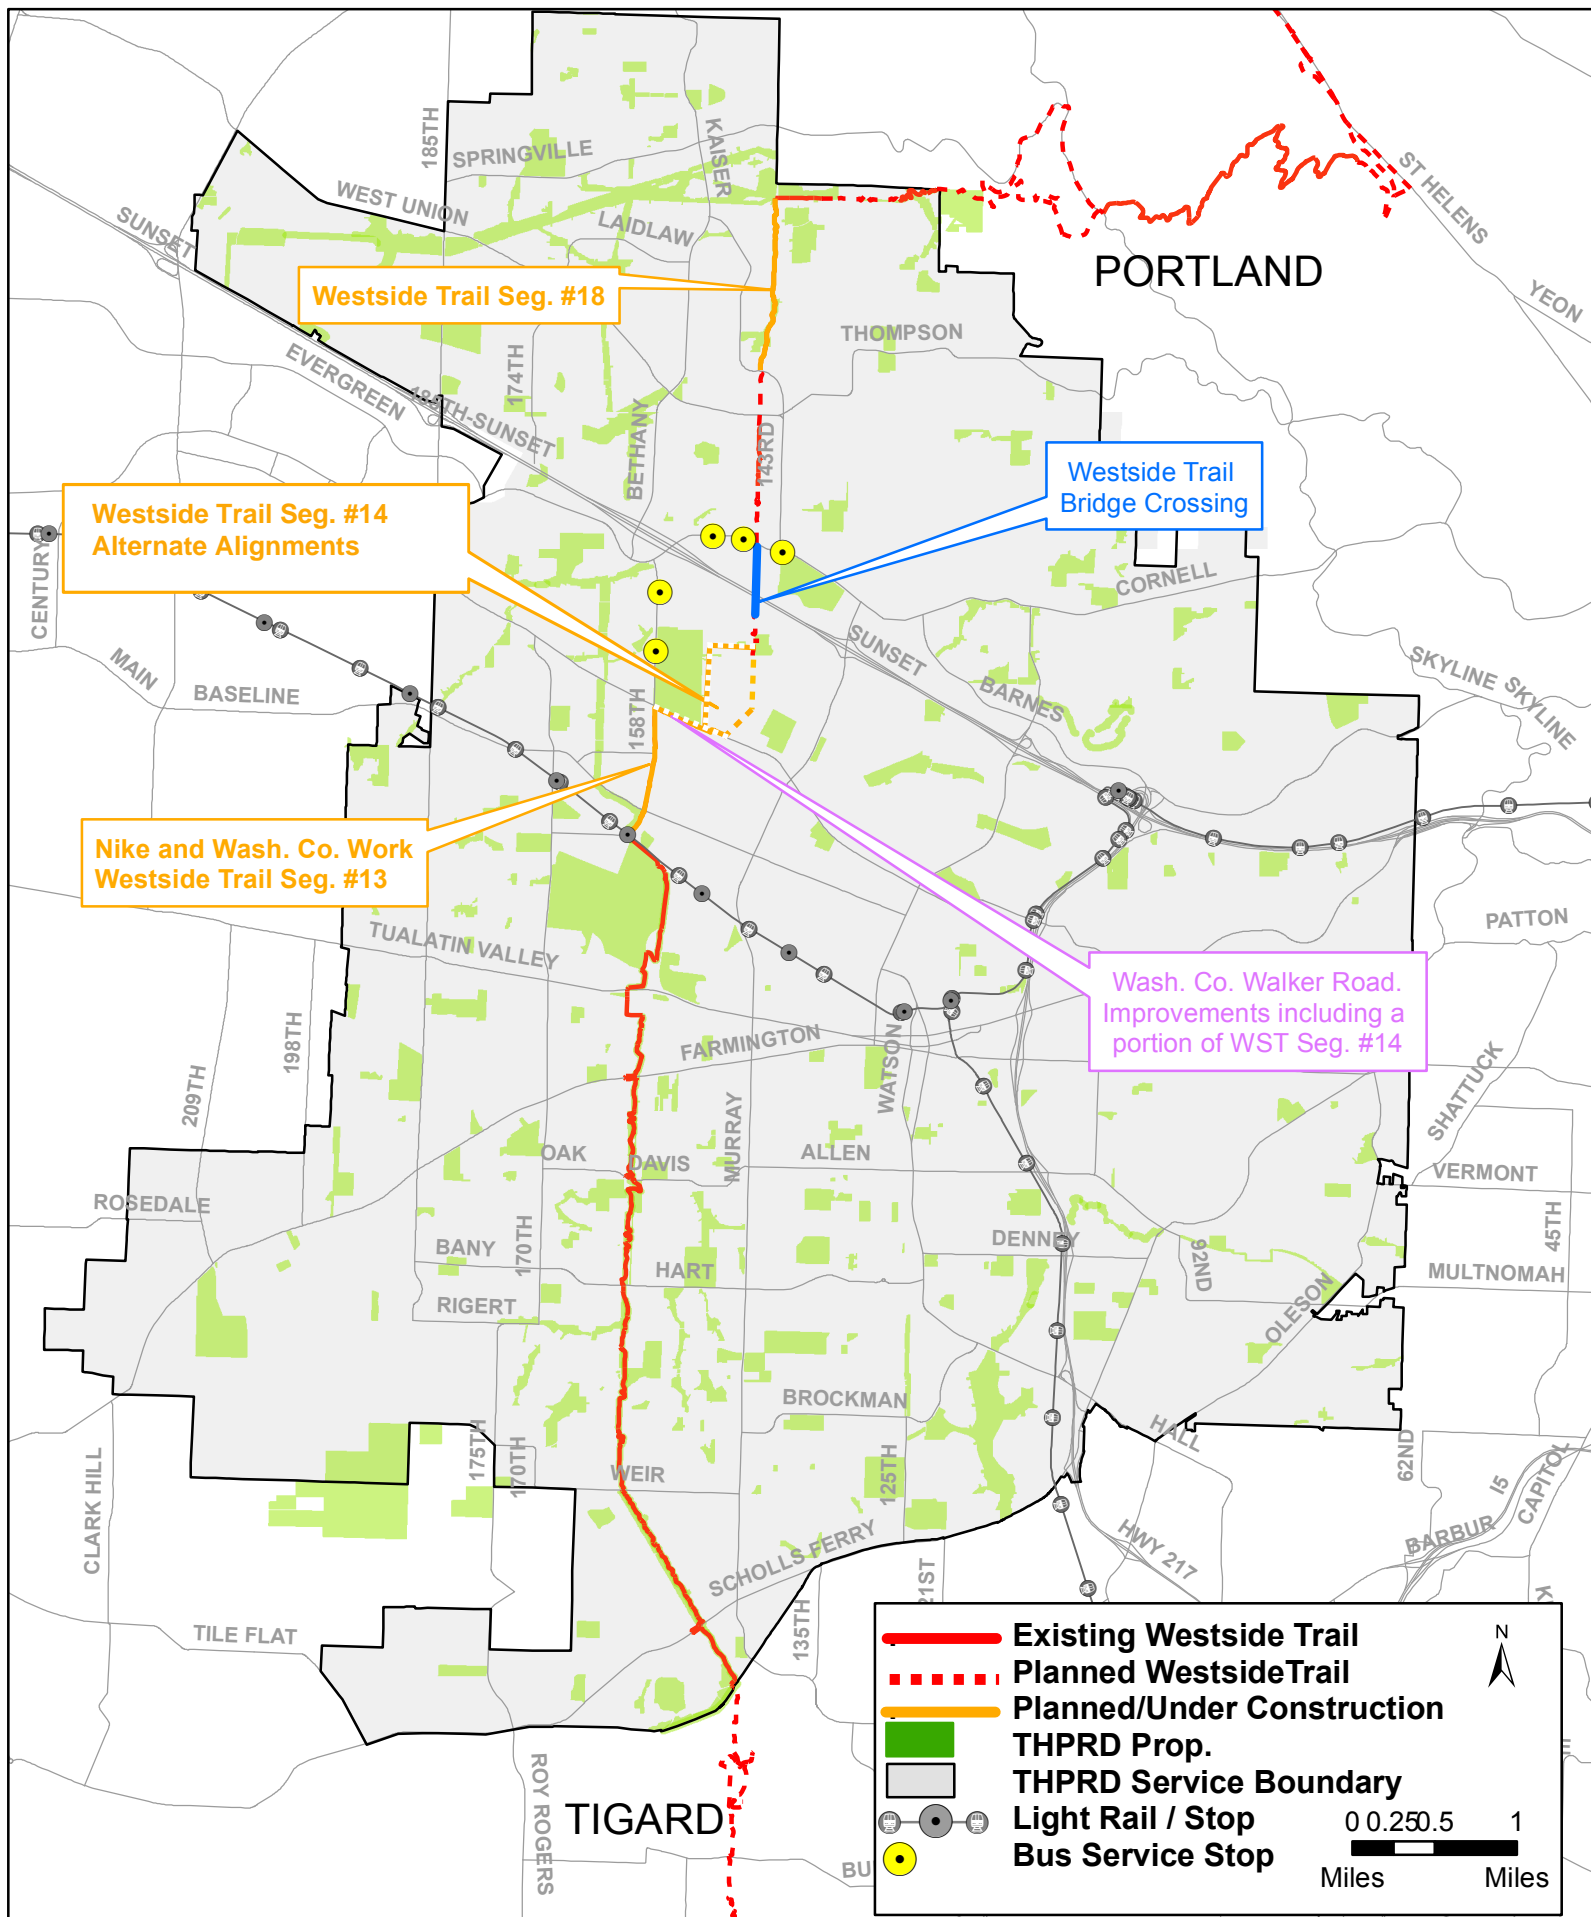 185TH
SPRINGVILLE
KAISER
WEST UNION
SUNSET
LAIDLAW
ST HELENS
PORTLAND
YEON
Westside Trail Seg. #18
THOMPSON
EVERGREEN
174TH
BETHANY
143RD
Westside Trail
Bridge Crossing
Westside Trail Seg. #14
Alternate Alignments
CENTURY
CORNELL
SUNSET
MAIN
BASELINE
158TH
BARNES
SKYLINE
SKYLINE
Nike and Wash. Co. Work
Westside Trail Seg. #13
TUALATIN VALLEY
PATTON
Wash. Co. Walker Road.
Improvements including a
portion of WST Seg. #14
198TH
209TH
FARMINGTON
WATSON
SHATTUCK
MURRAY
OAK
DAVIS
ALLEN
VERMONT
ROSEDALE
45TH
BANY
170TH
HART
DENNEY
92ND
MULTNOMAH
RIGERT
OLESON
BROCKMAN
HALL
175TH
170TH
WEIR
125TH
62ND
I5
CAPITOL
CLARK HILL
SCHOLLS FERRY
HWY 217
BARBUR
21ST
135TH
TILE FLAT
ROY ROGERS
TIGARD
BU
Existing Westside Trail
Planned WestsideTrail
Planned/Under Construction
THPRD Prop.
THPRD Service Boundary
Light Rail / Stop
Bus Service Stop
N
0 0.25 0.5 1
Miles Miles